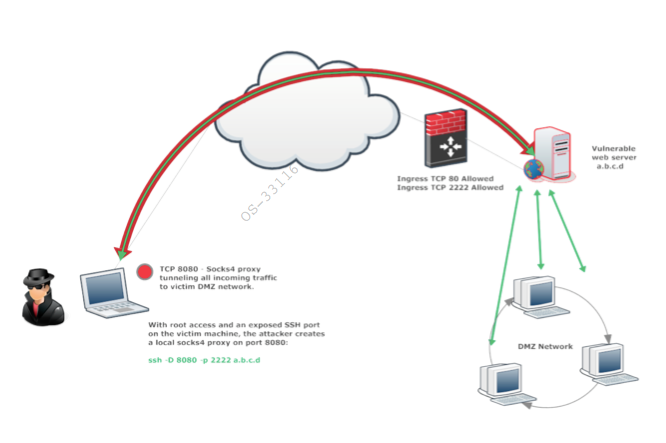 Vulnerable
web server
a.b.c.d
Ingress TCP 80 Allowed
Ingress TCP 2222 Allowed
OS-33116
TCP 8080 - Socks4 proxy
tunneling all incoming traffic
to victim DMZ network.
With root access and an exposed SSH port
on the victim machine, the attacker creates
a local socks4 proxy on port 8080:
ssh -D 8080 -p 2222 a.b.c.d
DMZ Network